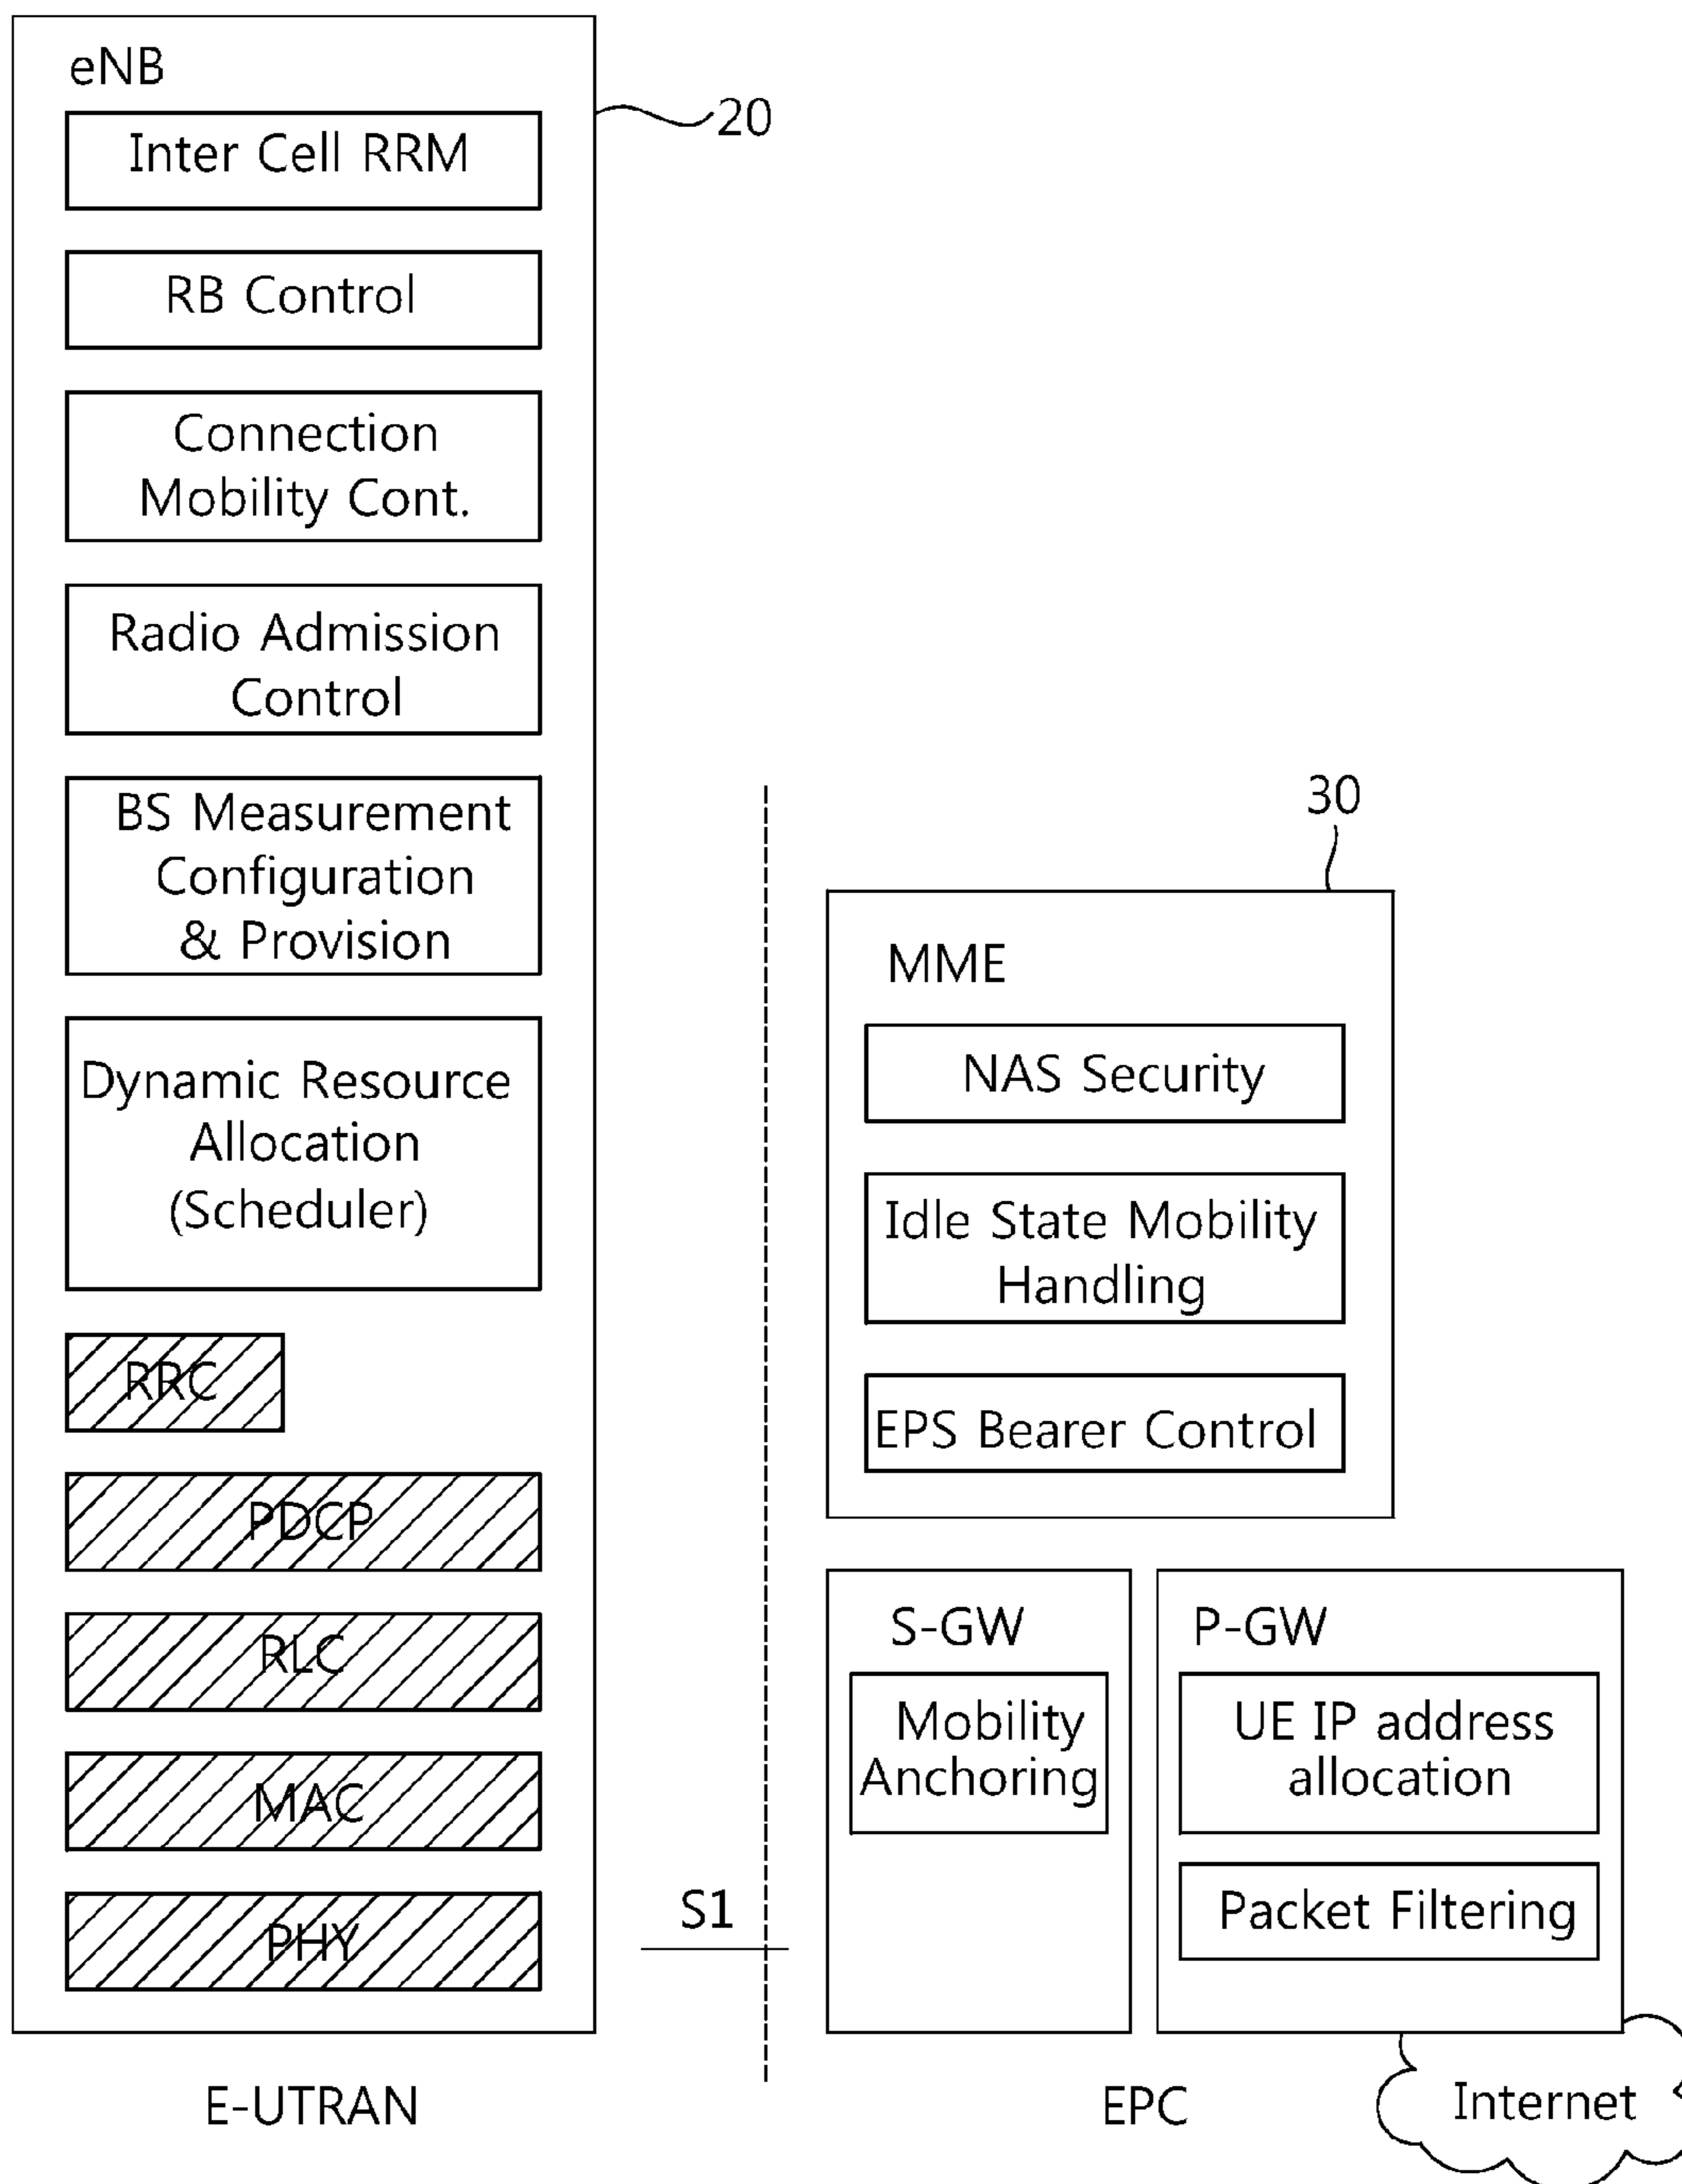 eNB
20
Inter Cell RRM
RB Control
Connection
Mobility Cont.
Radio Admission
Control
BS Measurement
Configuration
& Provision
Dynamic Resource
Allocation
(Scheduler)
RRC
PDCP
RLC
MAC
PHY
E-UTRAN
S1
30
MME
NAS Security
Idle State Mobility
Handling
EPS Bearer Control
S-GW
Mobility
Anchoring
P-GW
UE IP address
allocation
Packet Filtering
EPC
Internet